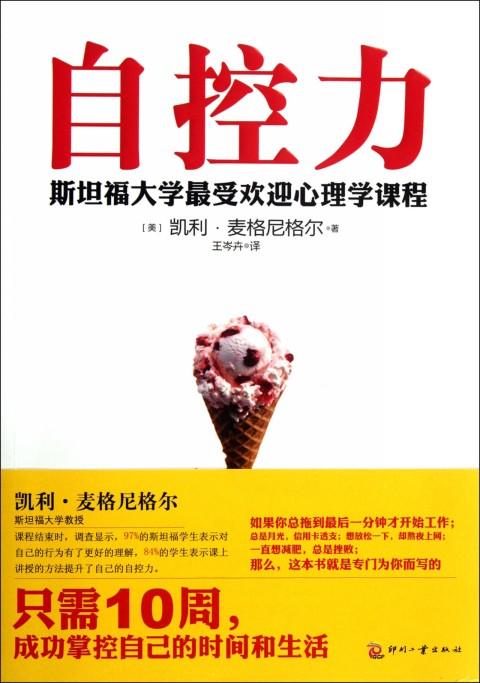 自控力
斯坦福大学最受欢迎心理学课程
［美］凯利·麦格尼格尔◎著
王岑卉◎译
凯利·麦格尼格尔
斯坦福大学教授
课程结束时，调查显示，97%的斯坦福学生表示对
自己的行为有了更好的理解，84%的学生表示课上
讲授的方法提升了自己的自控力。
如果你总拖到最后一分钟才开始工作；
总是月光，信用卡透支；想放松一下，却熬夜上网；
一直想减肥，总是挫败；
那么，这本书就是专门为你而写的
只需10周，
成功掌控自己的时间和生活
印刷工业出版社